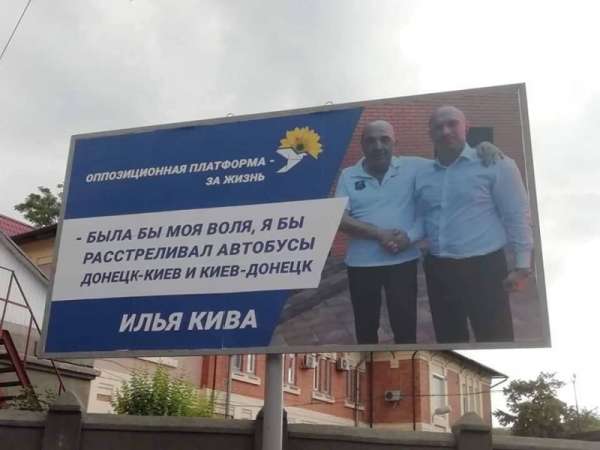 ОППОЗИЦИОННАЯ ПЛАТФОРМА -
ЗА ЖИЗНЬ
- БЫЛА БЫ МОЯ ВОЛЯ, Я БЫ
РАССТРЕЛИВАЛ АВТОБУСЫ
ДОНЕЦК-КИЕВ И КИЕВ-ДОНЕЦК
ИЛЬЯ КИВА